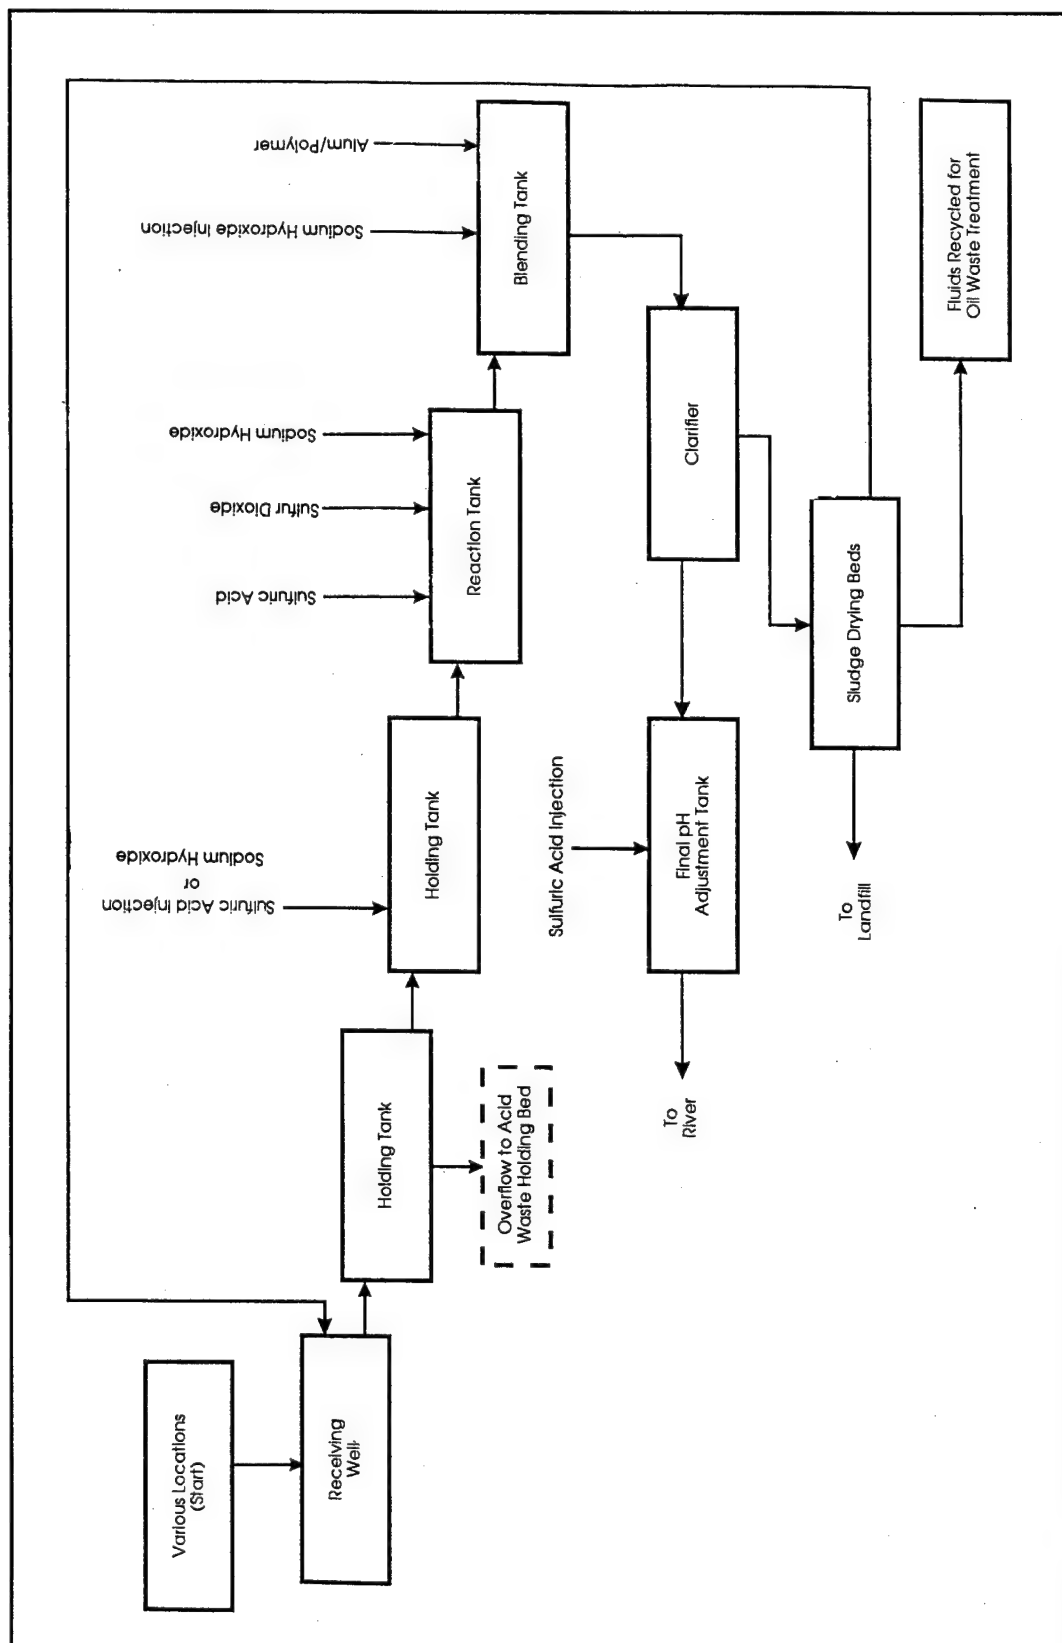 Various Locations
(Start)
Receiving
Well
Holding Tank
Overflow to Acid
Waste Holding Bed
Sulfuric Acid Injection
or
Sodium Hydroxide
Holding Tank
Sulfuric Acid
Sulfur Dioxide
Sodium Hydroxide
Reaction Tank
Sodium Hydroxide Injection
Alum/Polymer
Blending Tank
Clarifier
Sulfuric Acid Injection
Final pH
Adjustment Tank
To
River
Sludge Drying Beds
To
Landfill
Fluids Recycled for
Oil Waste Treatment